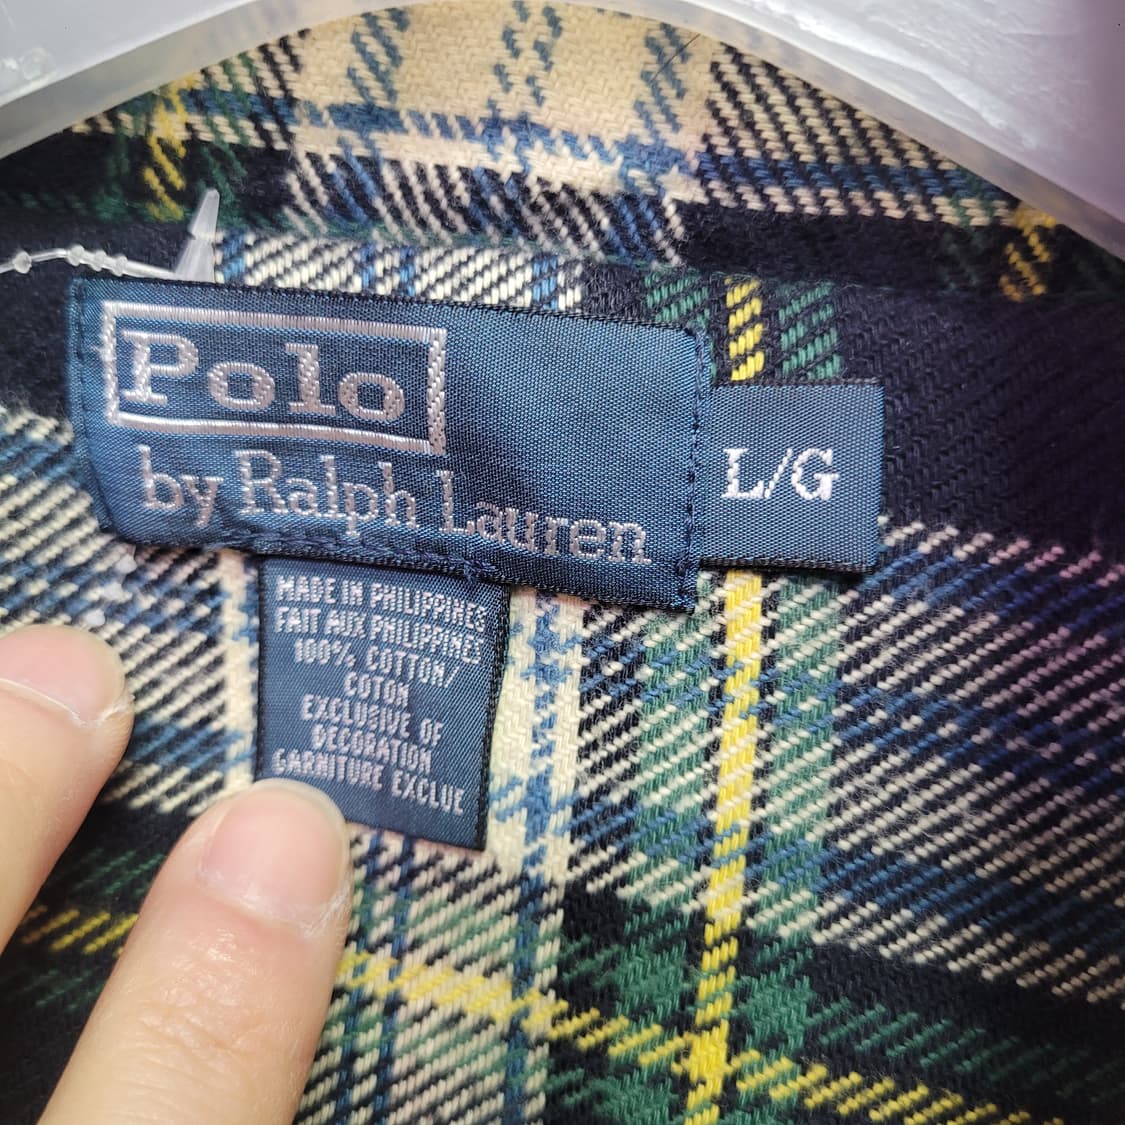 Polo
by Ralph Lauren
L/G
MADE IN PHILIPPINES
FAIT AUX PHILIPPINES
100% COTTON/
COTON
EXCLUSIVE OF
DECORATION
GARNITURE EXCLUE